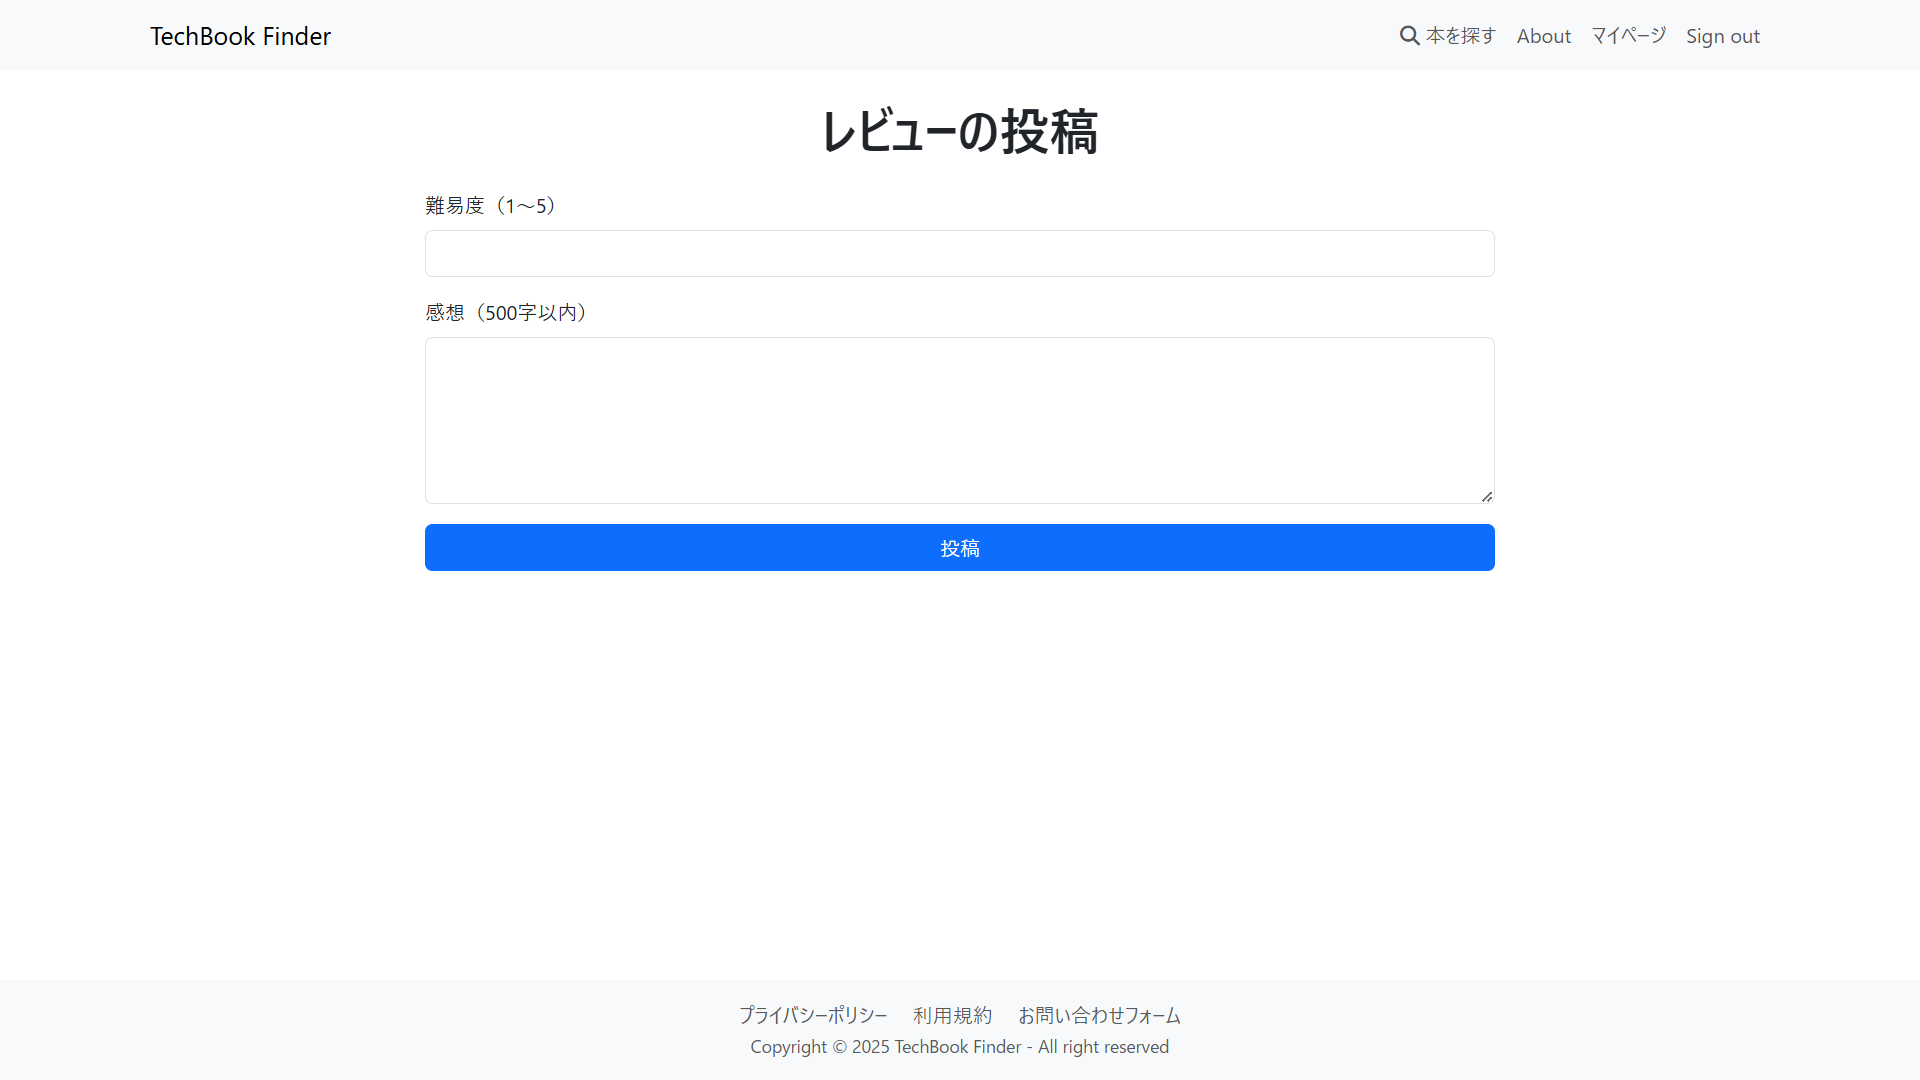 TechBook Finder
本を探す About マイページ Sign out
レビューの投稿
難易度（1～5）
感想（500字以内）
投稿
プライバシーポリシー 利用規約 お問い合わせフォーム
Copyright © 2025 TechBook Finder - All right reserved